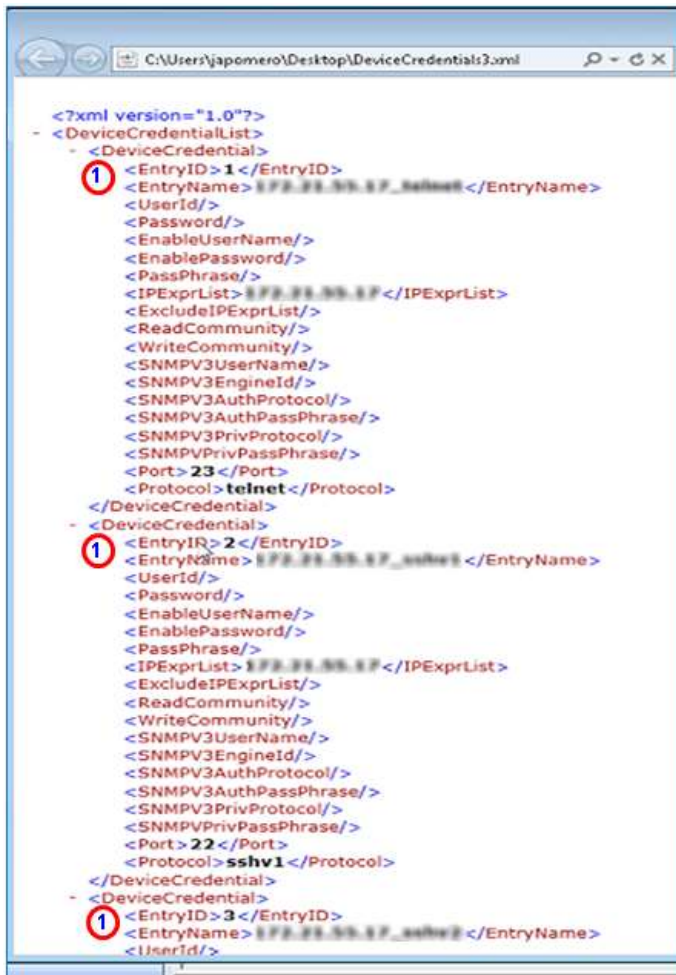 C:\Users\japomero\Desktop\DeviceCredentials3.xml
<?xml version="1.0"?>
- <DeviceCredentialList>
- <DeviceCredential>
1 <EntryID>1</EntryID>
<EntryName></EntryName>
<UserId/>
<Password/>
<EnableUserName/>
<EnablePassword/>
<PassPhrase/>
<IPExprList></IPExprList>
<ExcludeIPExprList/>
<ReadCommunity/>
<WriteCommunity/>
<SNMPV3UserName/>
<SNMPV3EngineId/>
<SNMPV3AuthProtocol/>
<SNMPV3AuthPassPhrase/>
<SNMPV3PrivProtocol/>
<SNMPVPrivPassPhrase/>
<Port>23</Port>
<Protocol>telnet</Protocol>
</DeviceCredential>
- <DeviceCredential>
1 <EntryID>2</EntryID>
<EntryName></EntryName>
<UserId/>
<Password/>
<EnableUserName/>
<EnablePassword/>
<PassPhrase/>
<IPExprList></IPExprList>
<ExcludeIPExprList/>
<ReadCommunity/>
<WriteCommunity/>
<SNMPV3UserName/>
<SNMPV3EngineId/>
<SNMPV3AuthProtocol/>
<SNMPV3AuthPassPhrase/>
<SNMPV3PrivProtocol/>
<SNMPVPrivPassPhrase/>
<Port>22</Port>
<Protocol>sshv1</Protocol>
</DeviceCredential>
- <DeviceCredential>
1 <EntryID>3</EntryID>
<EntryName></EntryName>
<UserId/>